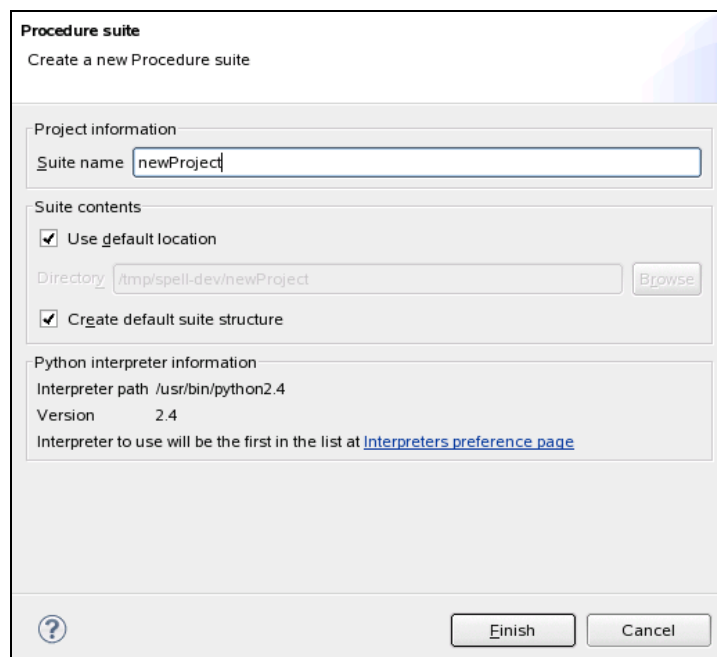 Procedure suite
Create a new Procedure suite
Project information
Suite name newProject
Suite contents
Use default location
Directory /tmp/spell-dev/newProject Browse
Create default suite structure
Python interpreter information
Interpreter path /usr/bin/python2.4
Version 2.4
Interpreter to use will be the first in the list at Interpreters preference page
? Finish Cancel